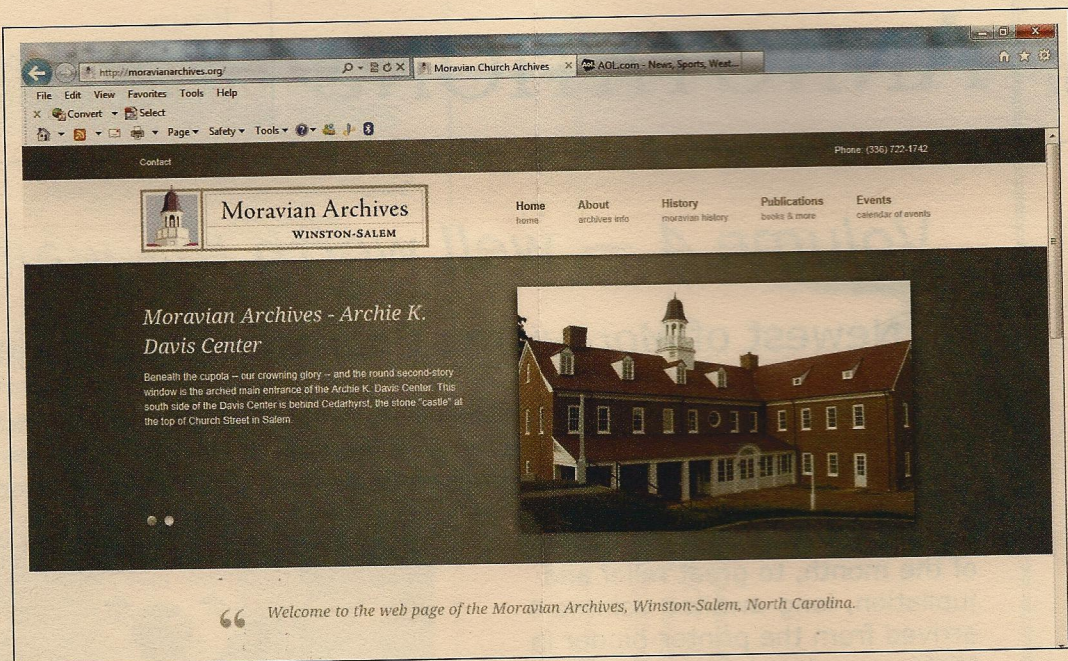 http://moravianarchives.org/
Moravian Church Archives
AOL.com - News, Sports, Weat...
File Edit View Favorites Tools Help
Convert Select
Page Safety Tools
Contact
Phone: (336) 722-1742
Moravian Archives
WINSTON-SALEM
Home About History Publications Events
home archives info moravian history books & more calendar of events
Moravian Archives - Archie K.
Davis Center
Beneath the cupola -- our crowning glory -- and the round second-story
window is the arched main entrance of the Archie K. Davis Center. This
south side of the Davis Center is behind Cedarhyrst, the stone "castle" at
the top of Church Street in Salem.
“ Welcome to the web page of the Moravian Archives, Winston-Salem, North Carolina.